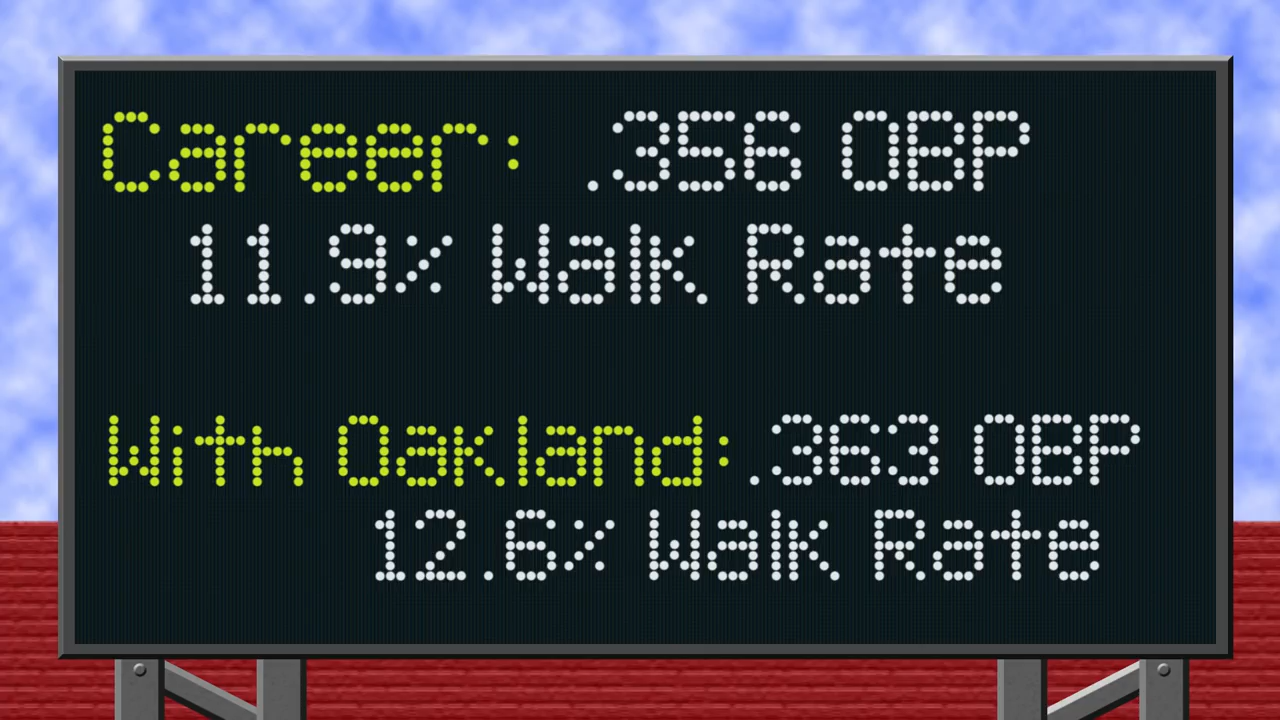 Career: .356 OBP
11.9% Walk Rate
With Oakland: .363 OBP
12.6% Walk Rate